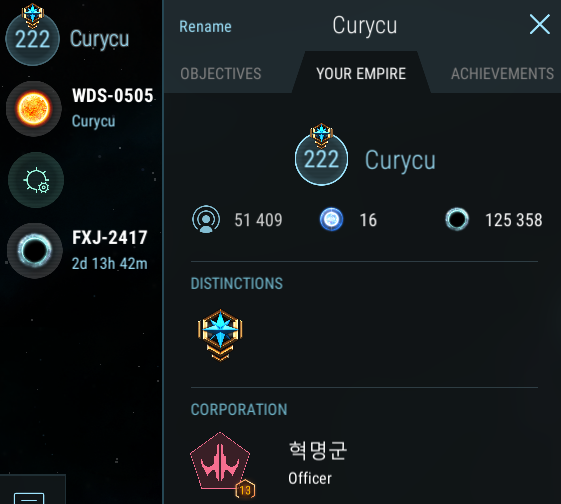 222 Curycu
WDS-0505
Curycu
FXJ-2417
2d 13h 42m
Rename Curycu
OBJECTIVES YOUR EMPIRE ACHIEVEMENTS
222 Curycu
51 409 16 125 358
DISTINCTIONS
CORPORATION
혁명군
13 Officer